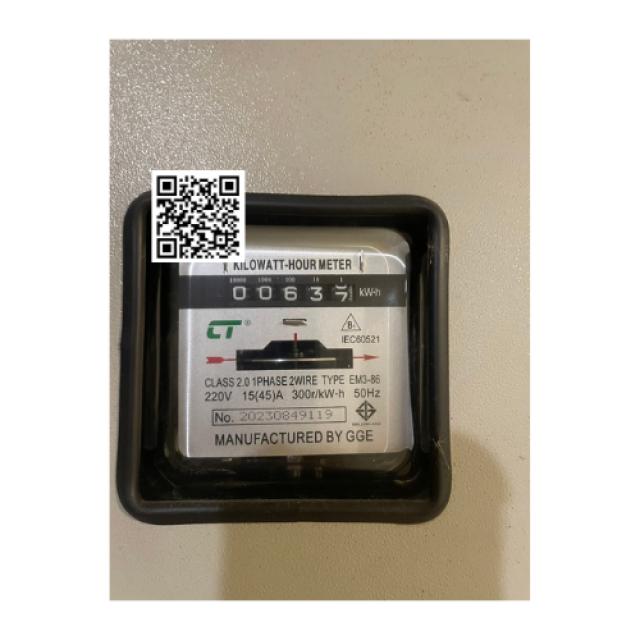 KILOWATT-HOUR METER
10000 1000 100 10 1
0 0 6 3 7 kW-h
CT®
B
IEC60521
CLASS 2.0 1PHASE 2WIRE TYPE EM3-86
220V 15(45)A 300r/kW-h 50Hz
No. 20230849119
MANUFACTURED BY GGE